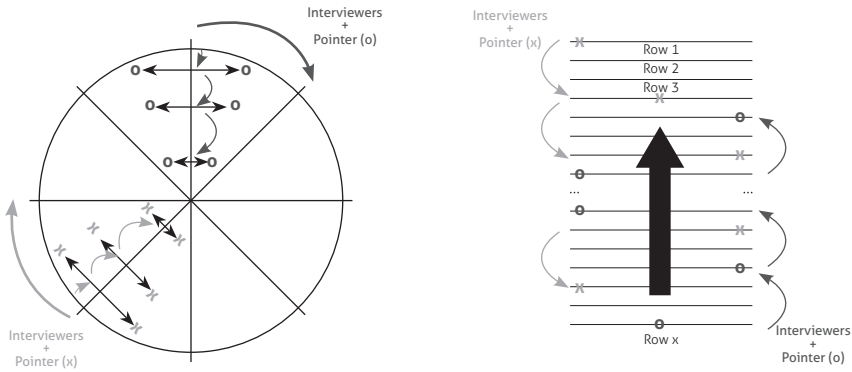 Interviewers
+
Pointer (o)
o o
o o
o o
x x
x x
x x
Interviewers
+
Pointer (x)
Interviewers
+
Pointer (x)
x
Row 1
Row 2
Row 3
x
o
x
o
... ...
o
x
o
x
o
Row x
Interviewers
+
Pointer (o)